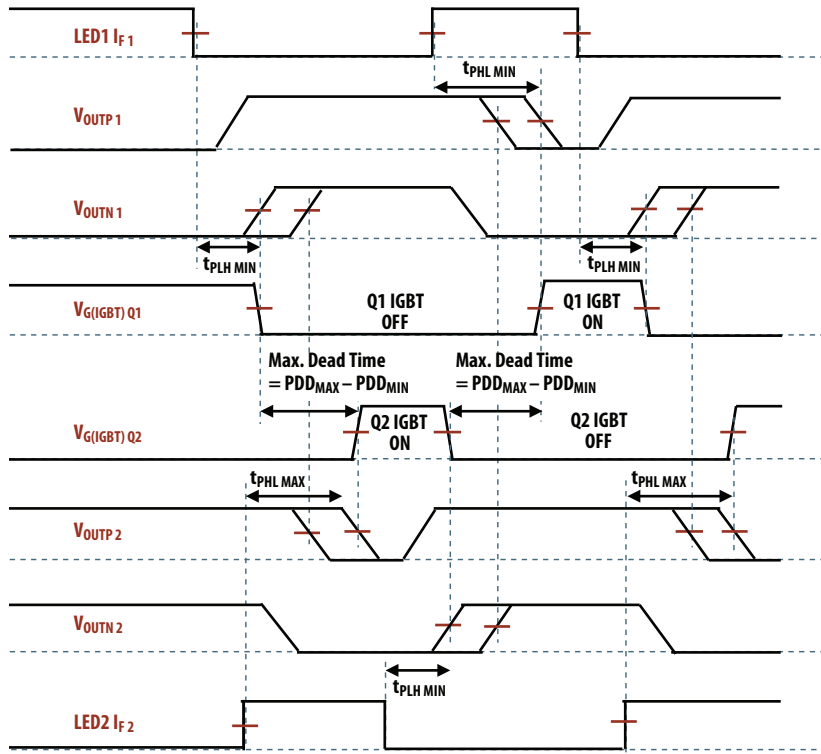 LED1 IF 1
tPHL MIN
VOUTP 1
VOUTN 1
tPLH MIN
tPLH MIN
VG(IGBT) Q1
Q1 IGBT
OFF
Q1 IGBT
ON
Max. Dead Time
= PDDMAX – PDDMIN
Max. Dead Time
= PDDMAX – PDDMIN
VG(IGBT) Q2
Q2 IGBT
ON
Q2 IGBT
OFF
tPHL MAX
tPHL MAX
VOUTP 2
VOUTN 2
tPLH MIN
LED2 IF 2